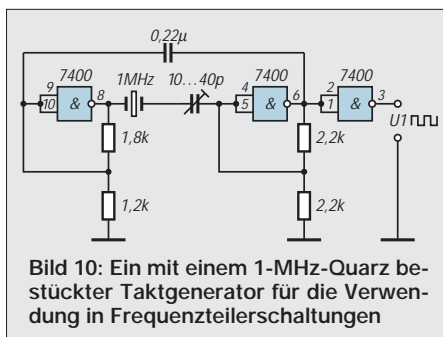 0,22µ
7400
1MHz
10...40p
7400
7400
9
10
&
8
4
5
&
6
2
1
&
3
U1
1,8k
2,2k
1,2k
2,2k
Bild 10: Ein mit einem 1-MHz-Quarz be-
stückter Taktgenerator für die Verwen-
dung in Frequenzteilerschaltungen